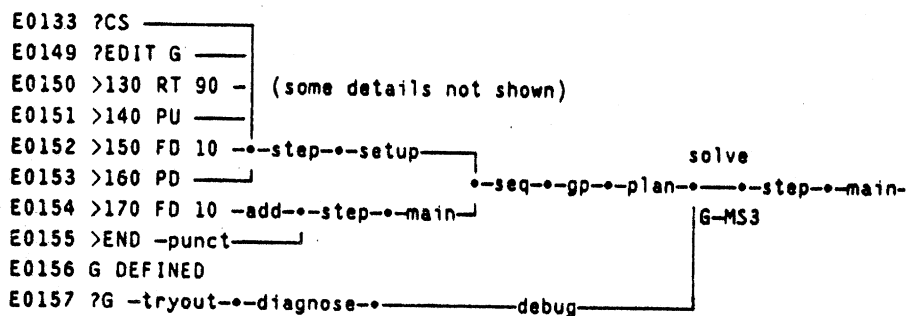 E0133 ?CS
E0149 ?EDIT G
E0150 >130 RT 90 (some details not shown)
E0151 >140 PU
E0152 >150 FD 10 -step-setup solve
E0153 >160 PD -seq-gp-plan- -step-main-
E0154 >170 FD 10 -add-step-main G-MS3
E0155 >END -punct
E0156 G DEFINED
E0157 ?G -tryout-diagnose- debug